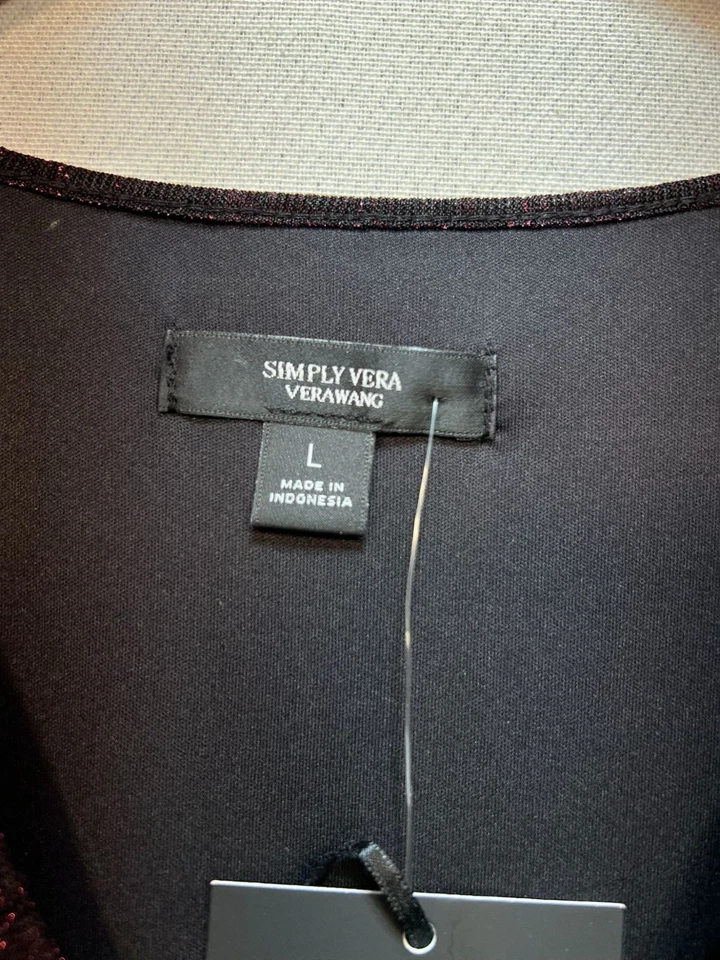 SIMPLY VERA
VERAWANG
L
MADE IN
INDONESIA